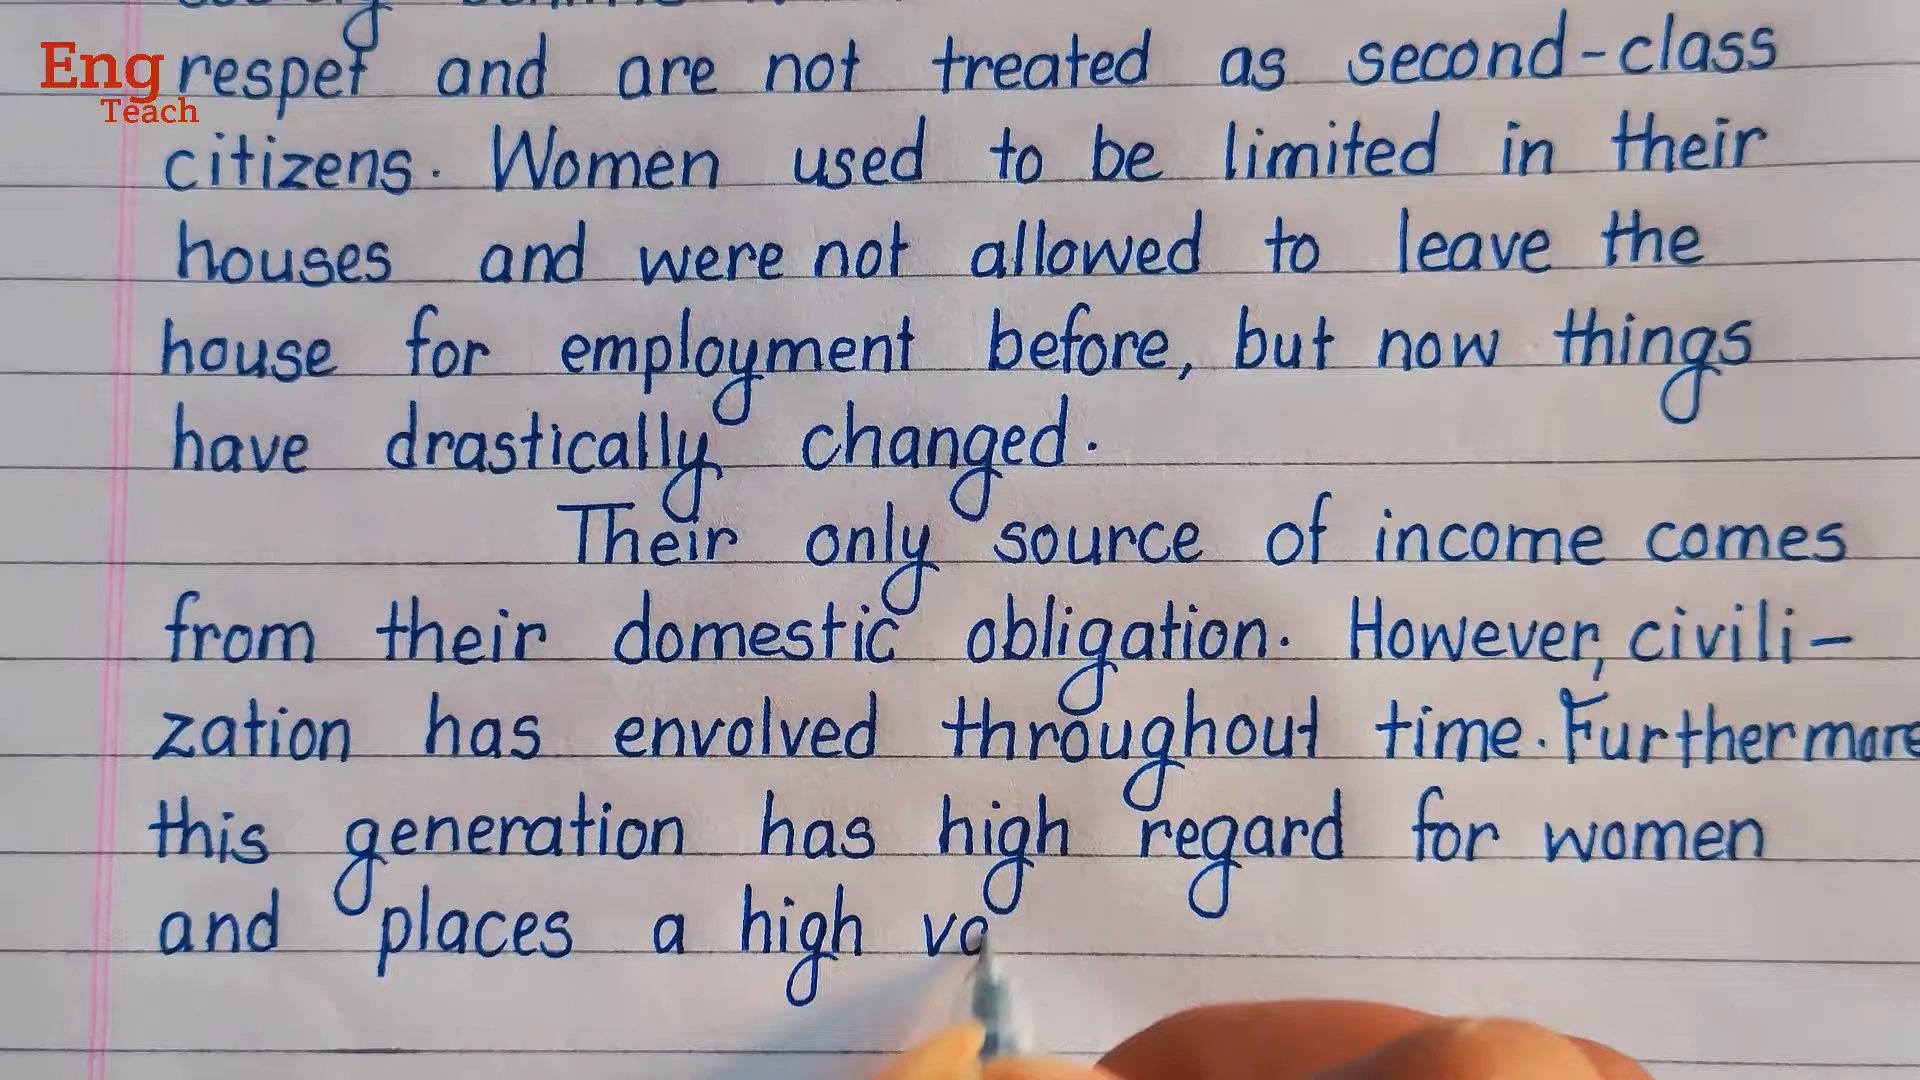 Eng
Teach
respet and are not treated as second-class
citizens. Women used to be limited in their
houses and were not allowed to leave the
house for employment before, but now things
have drastically changed.
Their only source of income comes
from their domestic obligation. However, civili-
zation has envolved throughout time. Furthermore
this generation has high regard for women
and places a high va